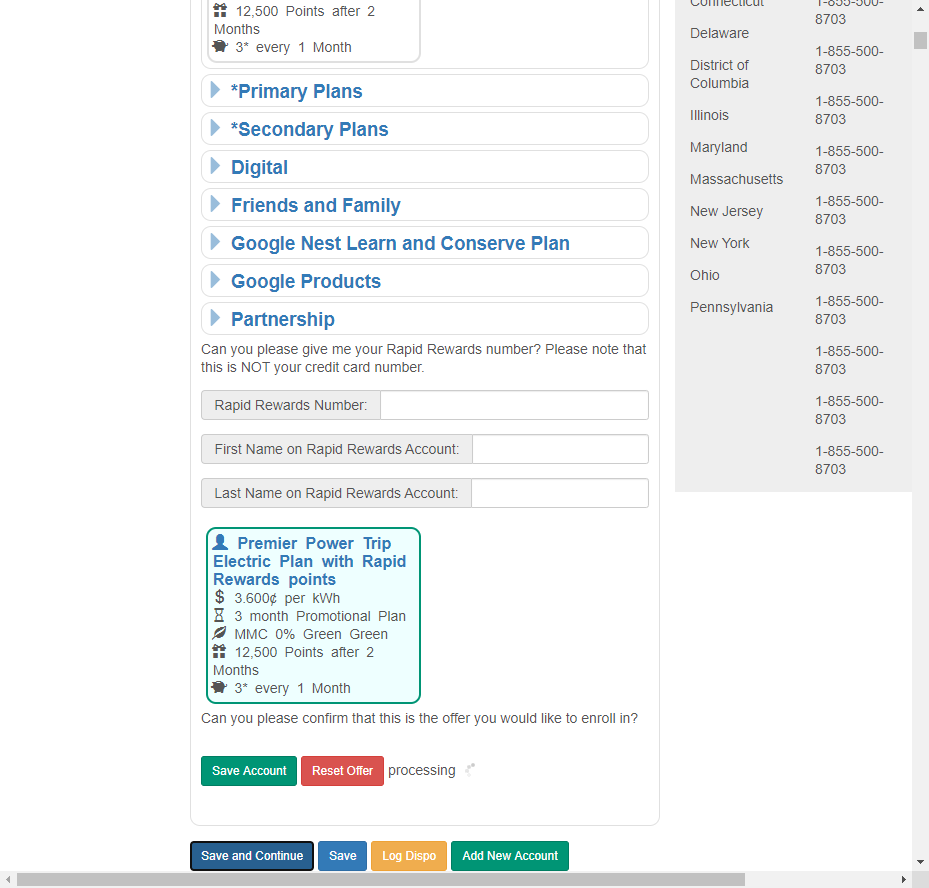 12,500 Points after 2
Months
3* every 1 Month
*Primary Plans
*Secondary Plans
Digital
Friends and Family
Google Nest Learn and Conserve Plan
Google Products
Partnership
Can you please give me your Rapid Rewards number? Please note that
this is NOT your credit card number.
Rapid Rewards Number:
First Name on Rapid Rewards Account:
Last Name on Rapid Rewards Account:
Premier Power Trip
Electric Plan with Rapid
Rewards points
3.600¢ per kWh
3 month Promotional Plan
MMC 0% Green Green
12,500 Points after 2
Months
3* every 1 Month
Can you please confirm that this is the offer you would like to enroll in?
Save Account Reset Offer processing
Save and Continue Save Log Dispo Add New Account
Connecticut
Delaware
District of
Columbia
Illinois
Maryland
Massachusetts
New Jersey
New York
Ohio
Pennsylvania
1-855-500-
8703
1-855-500-
8703
1-855-500-
8703
1-855-500-
8703
1-855-500-
8703
1-855-500-
8703
1-855-500-
8703
1-855-500-
8703
1-855-500-
8703
1-855-500-
8703